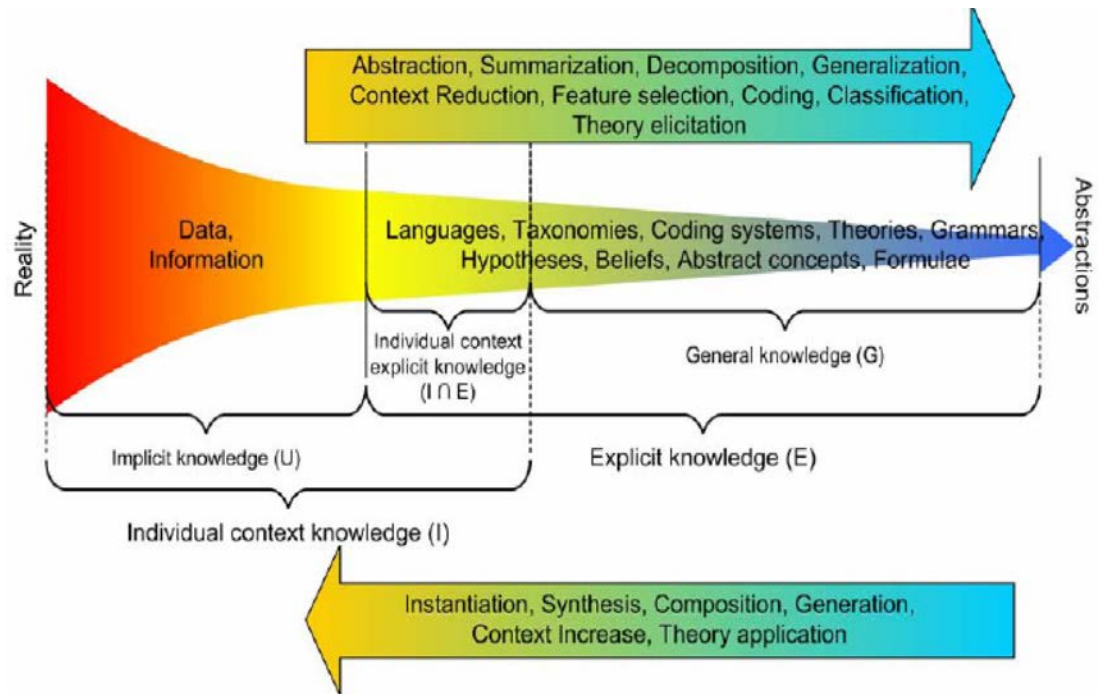 Abstraction, Summarization, Decomposition, Generalization,
Context Reduction, Feature selection, Coding, Classification,
Theory elicitation
Reality
Data,
Information
Languages, Taxonomies, Coding systems, Theories, Grammars,
Hypotheses, Beliefs, Abstract concepts, Formulae
Abstractions
Individual context
explicit knowledge
(I ∩ E)
General knowledge (G)
Implicit knowledge (U)
Explicit knowledge (E)
Individual context knowledge (I)
Instantiation, Synthesis, Composition, Generation,
Context Increase, Theory application